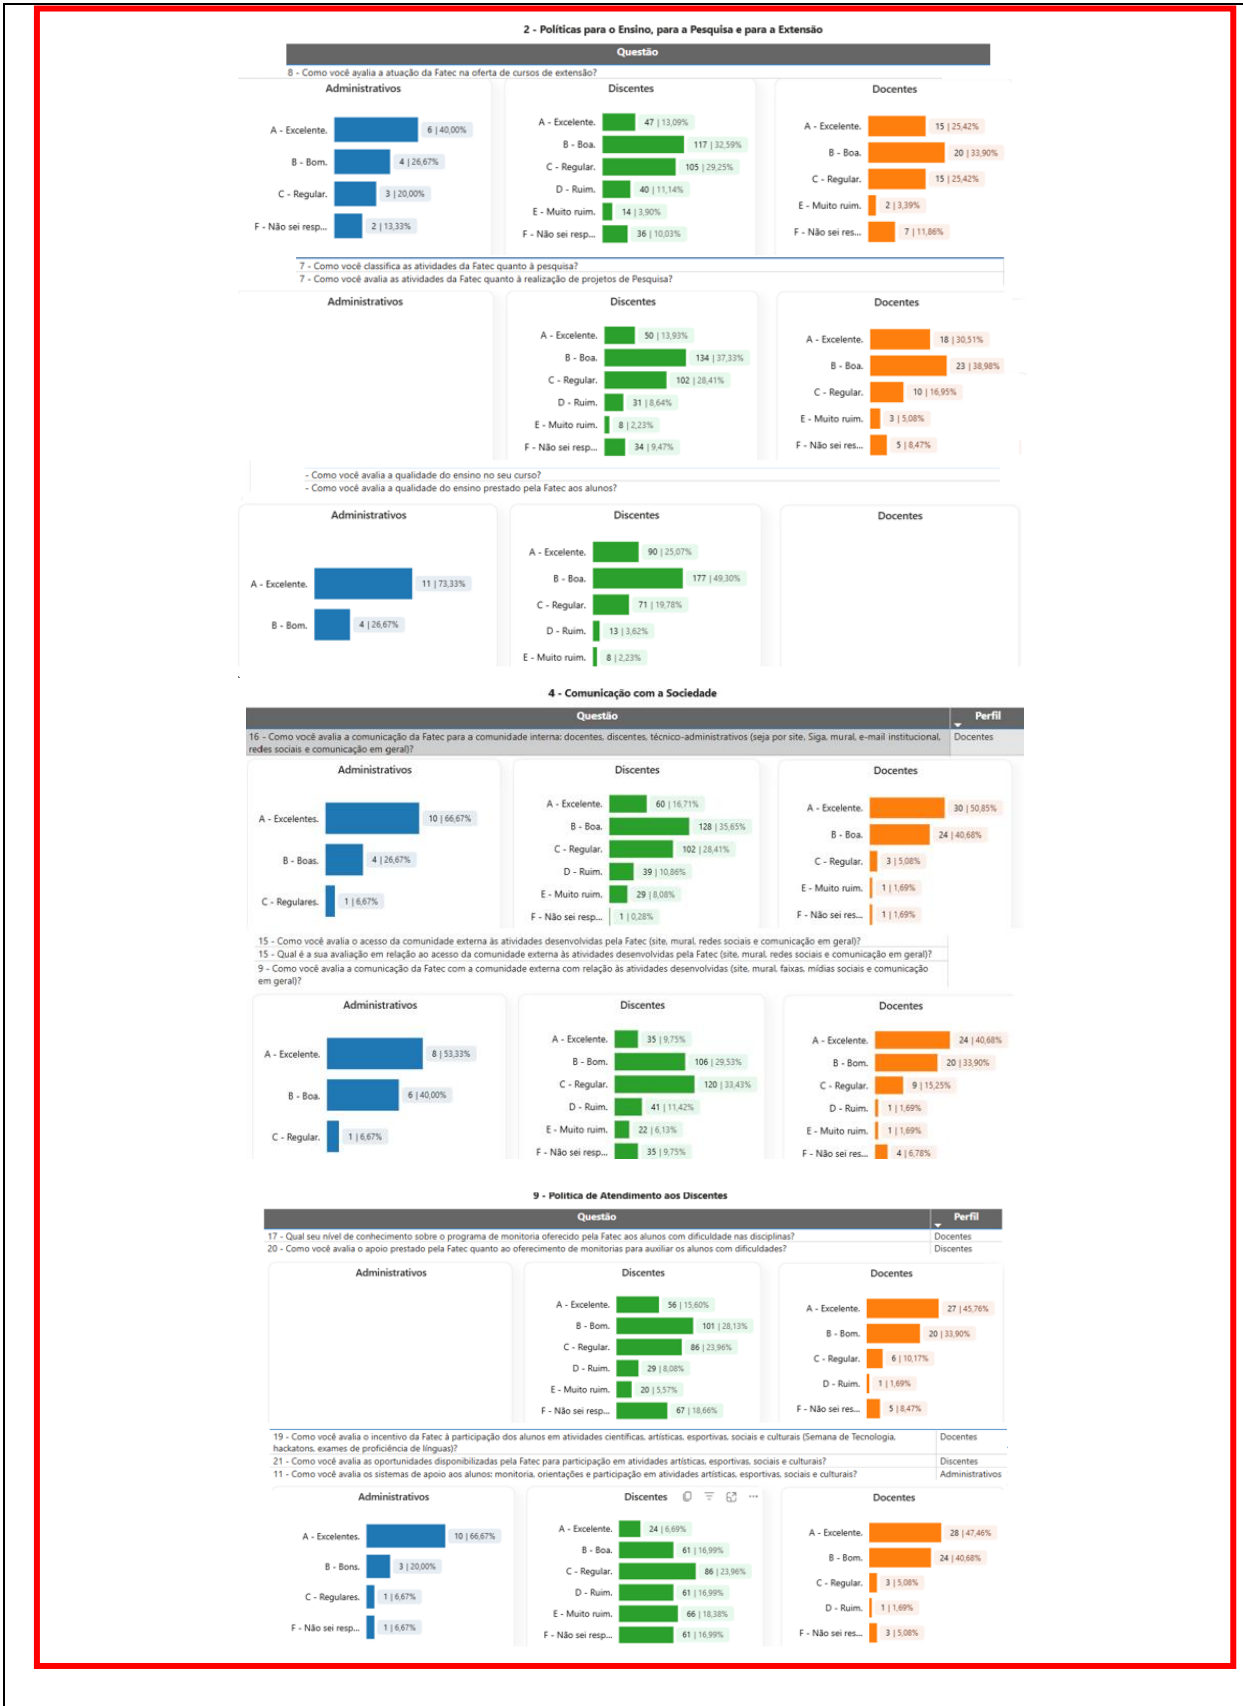 2 - Políticas para o Ensino, para a Pesquisa e para a Extensão
Questão
8 - Como você avalia a atuação da Fatec na oferta de cursos de extensão?
Administrativos
A - Excelente. 6 | 40,00%
B - Bom. 4 | 26,67%
C - Regular. 3 | 20,00%
F - Não sei resp... 2 | 13,33%
Discentes
A - Excelente. 47 | 13,09%
B - Boa. 117 | 32,59%
C - Regular. 105 | 29,25%
D - Ruim. 40 | 11,14%
E - Muito ruim. 14 | 3,90%
F - Não sei resp... 36 | 10,03%
Docentes
A - Excelente. 15 | 25,42%
B - Boa. 20 | 33,90%
C - Regular. 15 | 25,42%
E - Muito ruim. 2 | 3,39%
F - Não sei res... 7 | 11,86%
7 - Como você classifica as atividades da Fatec quanto à pesquisa?
7 - Como você avalia as atividades da Fatec quanto à realização de projetos de Pesquisa?
Administrativos
Discentes
A - Excelente. 50 | 13,93%
B - Boa. 134 | 37,33%
C - Regular. 102 | 28,41%
D - Ruim. 31 | 8,64%
E - Muito ruim. 8 | 2,23%
F - Não sei resp... 34 | 9,47%
Docentes
A - Excelente. 18 | 30,51%
B - Boa. 23 | 38,98%
C - Regular. 10 | 16,95%
E - Muito ruim. 3 | 5,08%
F - Não sei res... 5 | 8,47%
- Como você avalia a qualidade do ensino no seu curso?
- Como você avalia a qualidade do ensino prestado pela Fatec aos alunos?
Administrativos
A - Excelente. 11 | 73,33%
B - Bom. 4 | 26,67%
Discentes
A - Excelente. 90 | 25,07%
B - Boa. 177 | 49,30%
C - Regular. 71 | 19,78%
D - Ruim. 13 | 3,62%
E - Muito ruim. 8 | 2,23%
Docentes
4 - Comunicação com a Sociedade
Questão Perfil
16 - Como você avalia a comunicação da Fatec para a comunidade interna: docentes, discentes, técnico-administrativos (seja por site, Siga, mural, e-mail institucional, Docentes
redes sociais e comunicação em geral)?
Administrativos
A - Excelentes. 10 | 66,67%
B - Boas. 4 | 26,67%
C - Regulares. 1 | 6,67%
Discentes
A - Excelente. 60 | 16,71%
B - Boa. 128 | 35,65%
C - Regular. 102 | 28,41%
D - Ruim. 39 | 10,86%
E - Muito ruim. 29 | 8,08%
F - Não sei resp... 1 | 0,28%
Docentes
A - Excelente. 30 | 50,85%
B - Boa. 24 | 40,68%
C - Regular. 3 | 5,08%
E - Muito ruim. 1 | 1,69%
F - Não sei res... 1 | 1,69%
15 - Como você avalia o acesso da comunidade externa às atividades desenvolvidas pela Fatec (site, mural, redes sociais e comunicação em geral)?
15 - Qual é a sua avaliação em relação ao acesso da comunidade externa às atividades desenvolvidas pela Fatec (site, mural, redes sociais e comunicação em geral)?
9 - Como você avalia a comunicação da Fatec com a comunidade externa com relação às atividades desenvolvidas (site, mural, faixas, mídias sociais e comunicação
em geral)?
Administrativos
A - Excelente. 8 | 53,33%
B - Boa. 6 | 40,00%
C - Regular. 1 | 6,67%
Discentes
A - Excelente. 35 | 9,75%
B - Bom. 106 | 29,53%
C - Regular. 120 | 33,43%
D - Ruim. 41 | 11,42%
E - Muito ruim. 22 | 6,13%
F - Não sei resp... 35 | 9,75%
Docentes
A - Excelente. 24 | 40,68%
B - Bom. 20 | 33,90%
C - Regular. 9 | 15,25%
D - Ruim. 1 | 1,69%
E - Muito ruim. 1 | 1,69%
F - Não sei res... 4 | 6,78%
9 - Política de Atendimento aos Discentes
Questão Perfil
17 - Qual seu nível de conhecimento sobre o programa de monitoria oferecido pela Fatec aos alunos com dificuldade nas disciplinas? Docentes
20 - Como você avalia o apoio prestado pela Fatec quanto ao oferecimento de monitorias para auxiliar os alunos com dificuldades? Discentes
Administrativos
Discentes
A - Excelente. 56 | 15,60%
B - Bom. 101 | 28,13%
C - Regular. 86 | 23,96%
D - Ruim. 29 | 8,08%
E - Muito ruim. 20 | 5,57%
F - Não sei resp... 67 | 18,66%
Docentes
A - Excelente. 27 | 45,76%
B - Bom. 20 | 33,90%
C - Regular. 6 | 10,17%
D - Ruim. 1 | 1,69%
F - Não sei res... 5 | 8,47%
19 - Como você avalia o incentivo da Fatec à participação dos alunos em atividades científicas, artísticas, esportivas, sociais e culturais (Semana de Tecnologia, Docentes
hackatons, exames de proficiência de línguas)?
21 - Como você avalia as oportunidades disponibilizadas pela Fatec para participação em atividades artísticas, esportivas, sociais e culturais? Discentes
11 - Como você avalia os sistemas de apoio aos alunos: monitoria, orientações e participação em atividades artísticas, esportivas, sociais e culturais? Administrativos
Administrativos
A - Excelentes. 10 | 66,67%
B - Bons. 3 | 20,00%
C - Regulares. 1 | 6,67%
F - Não sei resp... 1 | 6,67%
Discentes
A - Excelente. 24 | 6,69%
B - Boa. 61 | 16,99%
C - Regular. 86 | 23,96%
D - Ruim. 61 | 16,99%
E - Muito ruim. 66 | 18,38%
F - Não sei resp... 61 | 16,99%
Docentes
A - Excelente. 28 | 47,46%
B - Bom. 24 | 40,68%
C - Regular. 3 | 5,08%
D - Ruim. 1 | 1,69%
F - Não sei res... 3 | 5,08%